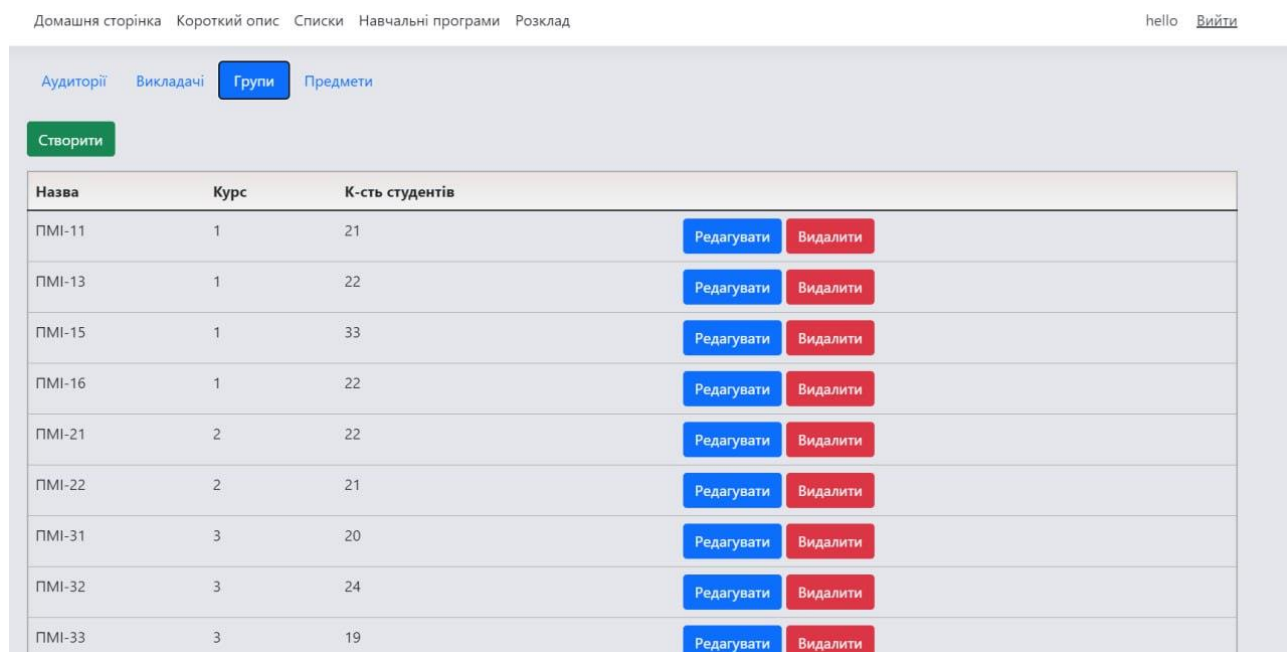 Домашня сторінка Короткий опис Списки Навчальні програми Розклад hello Вийти
Аудиторії Викладачі Групи Предмети
Створити
Назва Курс К-сть студентів
ПМІ-11 1 21 Редагувати Видалити
ПМІ-13 1 22 Редагувати Видалити
ПМІ-15 1 33 Редагувати Видалити
ПМІ-16 1 22 Редагувати Видалити
ПМІ-21 2 22 Редагувати Видалити
ПМІ-22 2 21 Редагувати Видалити
ПМІ-31 3 20 Редагувати Видалити
ПМІ-32 3 24 Редагувати Видалити
ПМІ-33 3 19 Редагувати Видалити